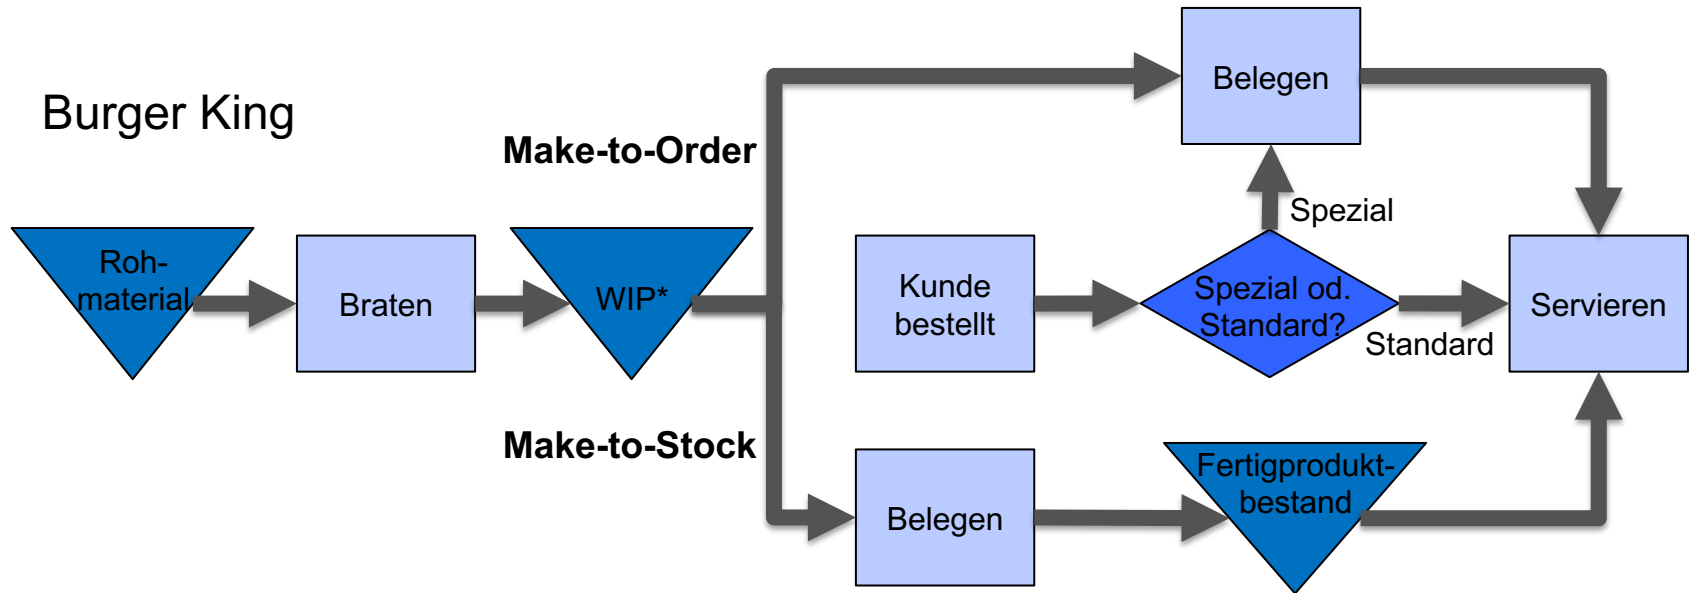 Burger King
Make-to-Order
Belegen
Spezial
Roh-
material
Braten
WIP*
Kunde
bestellt
Spezial od.
Standard?
Standard
Servieren
Make-to-Stock
Belegen
Fertigprodukt-
bestand